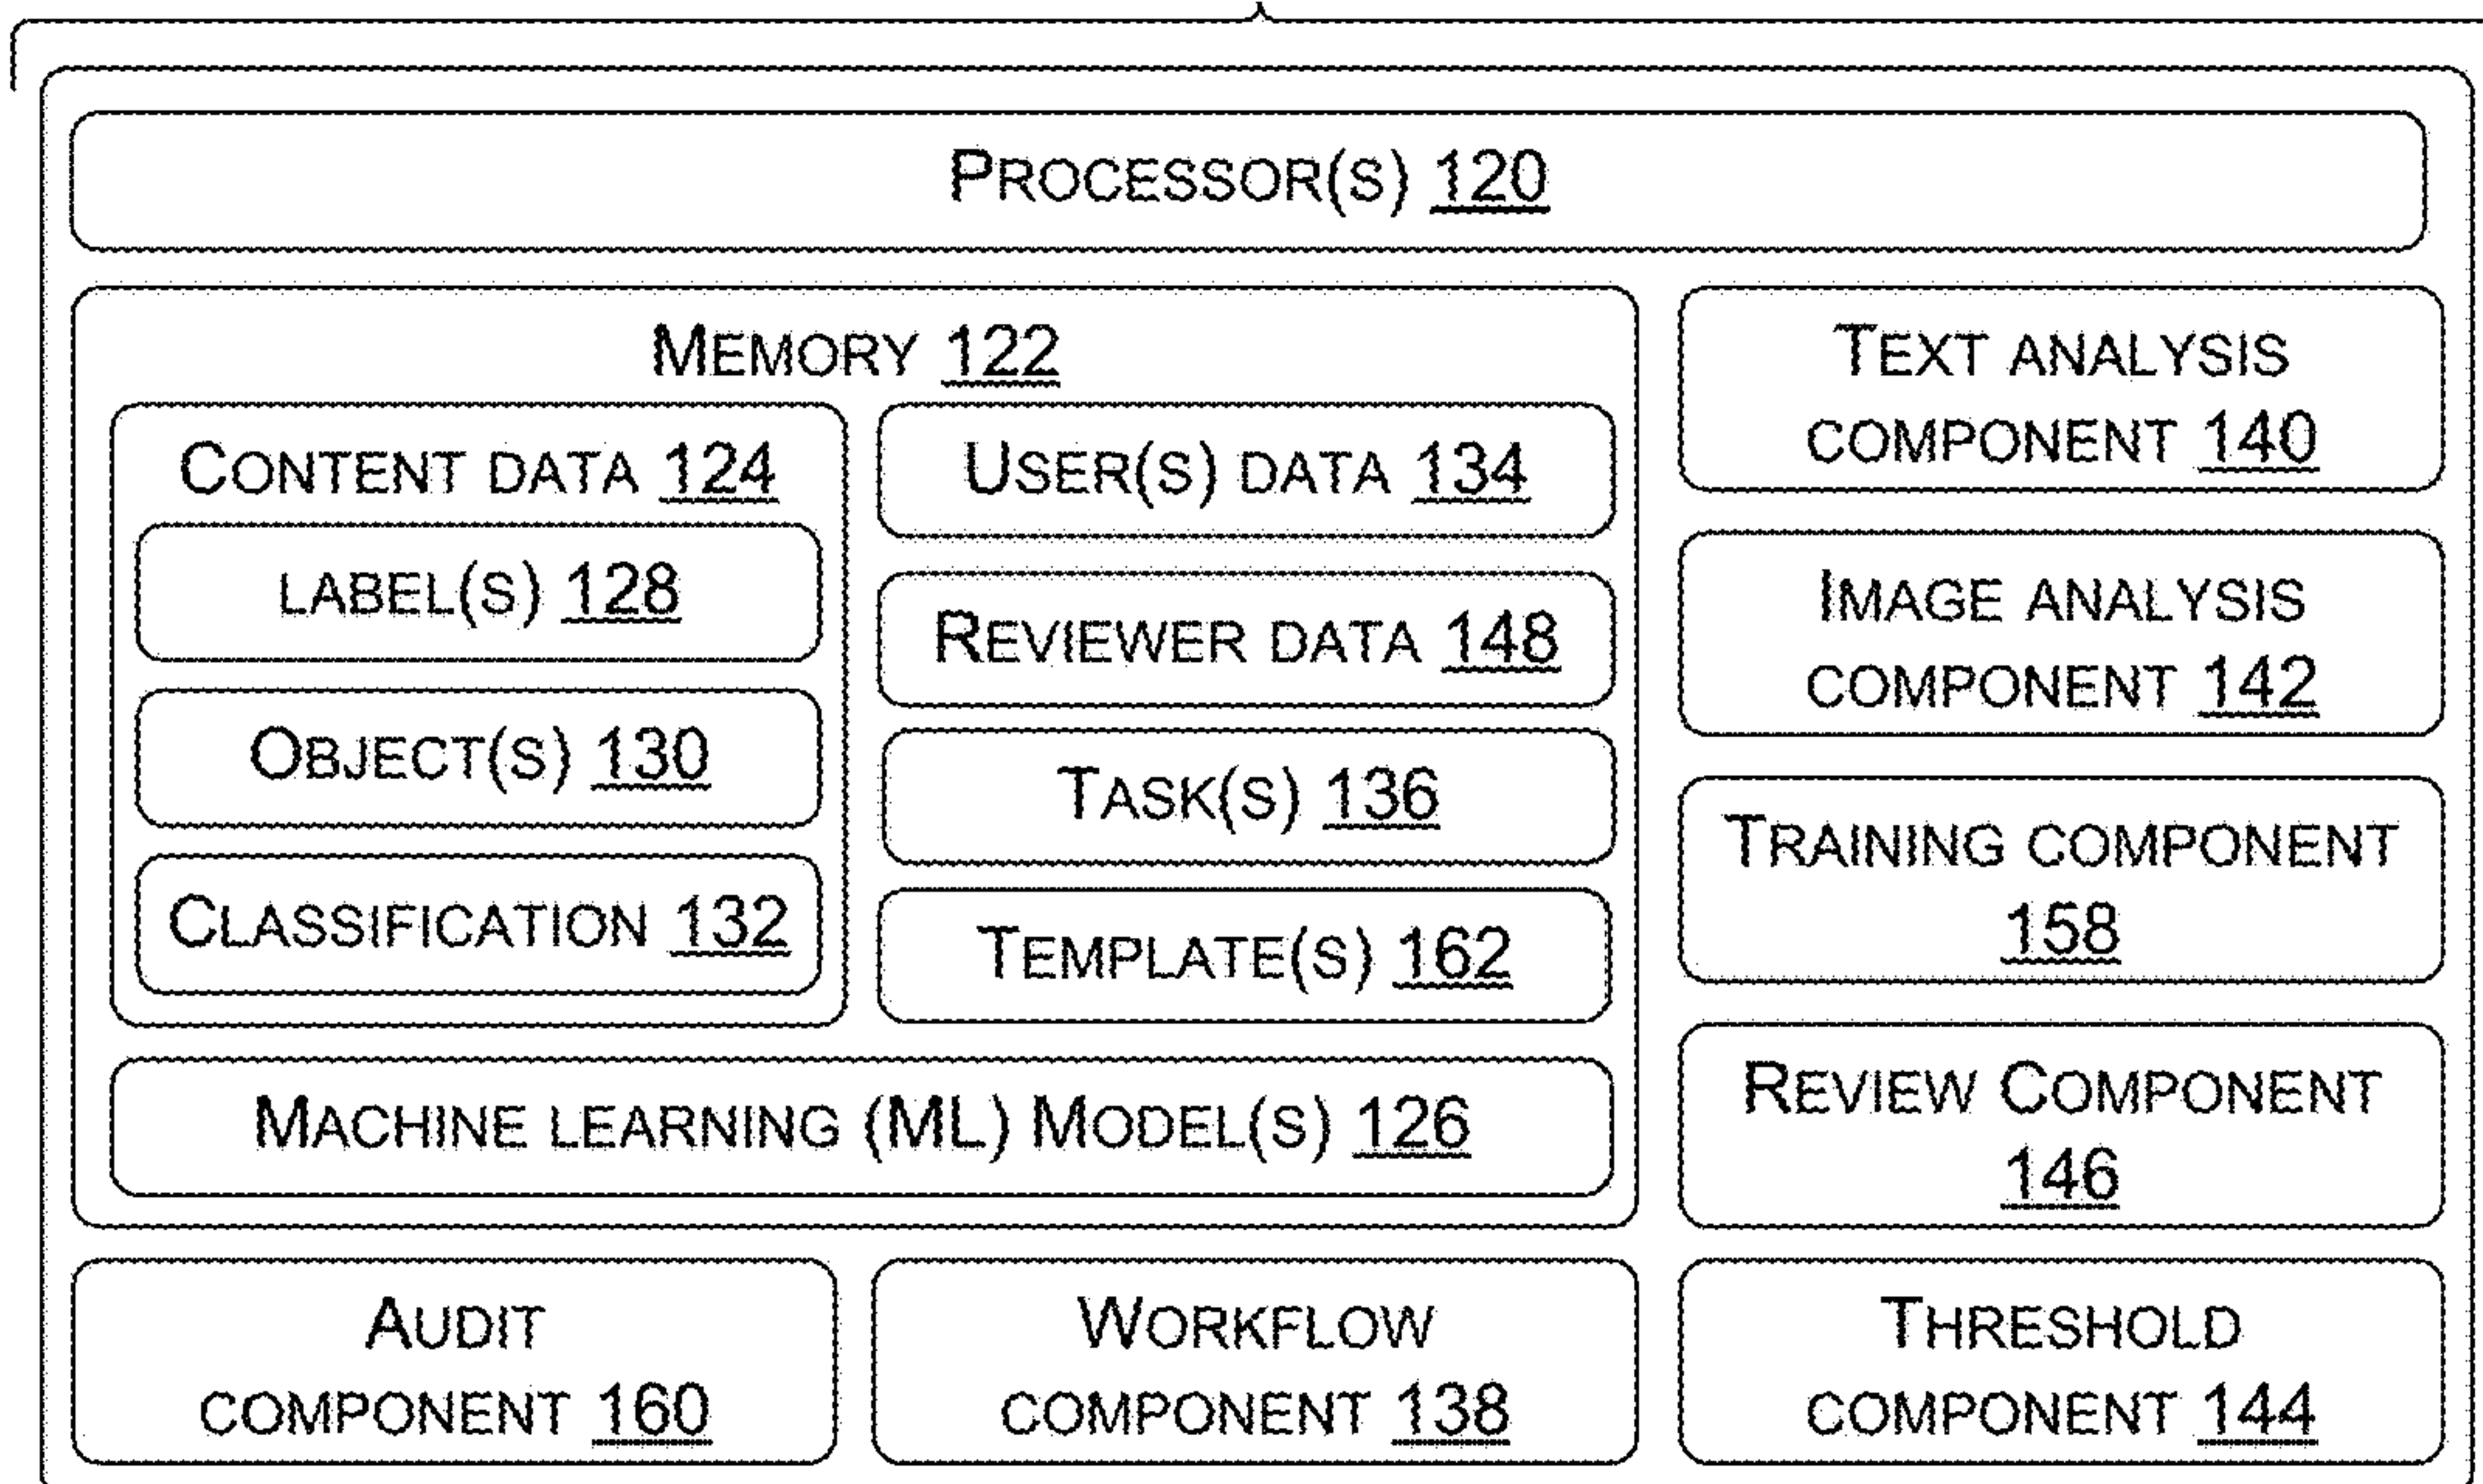 PROCESSOR(S) 120
MEMORY 122
CONTENT DATA 124
LABEL(S) 128
OBJECT(S) 130
CLASSIFICATION 132
USER(S) DATA 134
REVIEWER DATA 148
TASK(S) 136
TEMPLATE(S) 162
MACHINE LEARNING (ML) MODEL(S) 126
TEXT ANALYSIS
COMPONENT 140
IMAGE ANALYSIS
COMPONENT 142
TRAINING COMPONENT
158
REVIEW COMPONENT
146
AUDIT
COMPONENT 160
WORKFLOW
COMPONENT 138
THRESHOLD
COMPONENT 144